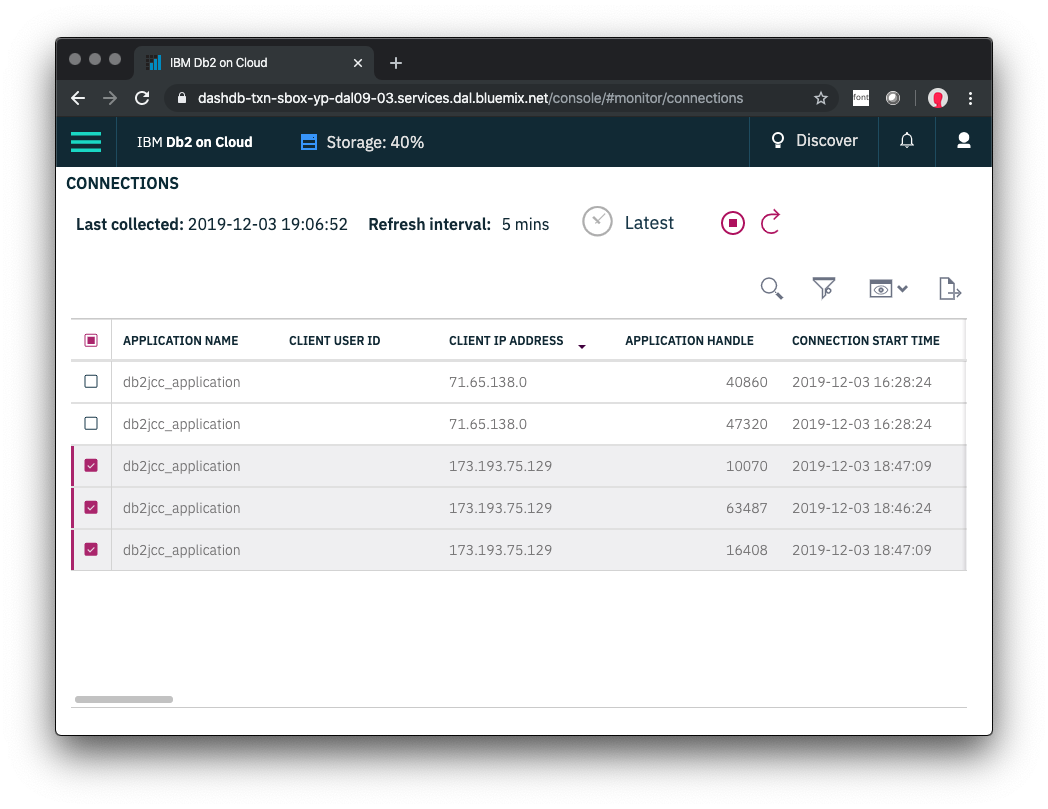 IBM Db2 on Cloud
dashdb-txn-sbox-yp-dal09-03.services.dal.bluemix.net/console/#monitor/connections
font
IBM Db2 on Cloud Storage: 40% Discover
CONNECTIONS
Last collected: 2019-12-03 19:06:52 Refresh interval: 5 mins Latest
APPLICATION NAME CLIENT USER ID CLIENT IP ADDRESS APPLICATION HANDLE CONNECTION START TIME
db2jcc_application 71.65.138.0 40860 2019-12-03 16:28:24
db2jcc_application 71.65.138.0 47320 2019-12-03 16:28:24
db2jcc_application 173.193.75.129 10070 2019-12-03 18:47:09
db2jcc_application 173.193.75.129 63487 2019-12-03 18:46:24
db2jcc_application 173.193.75.129 16408 2019-12-03 18:47:09